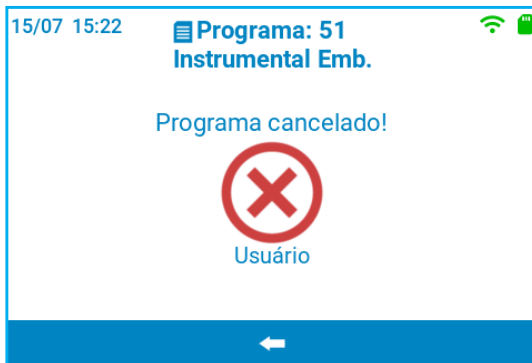 15/07 15:22
Programa: 51
Instrumental Emb.
Programa cancelado!
Usuário